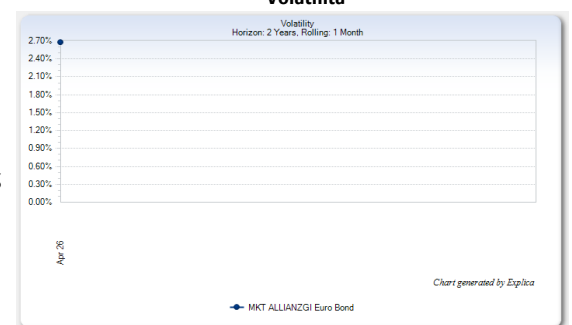 Volatilità
Volatility
Horizon: 2 Years, Rolling: 1 Month
2.70%
2.40%
2.10%
1.80%
1.50%
1.20%
0.90%
0.60%
0.30%
0.00%
Apr 26
Chart generated by Explica
MKT ALLIANZGI Euro Bond